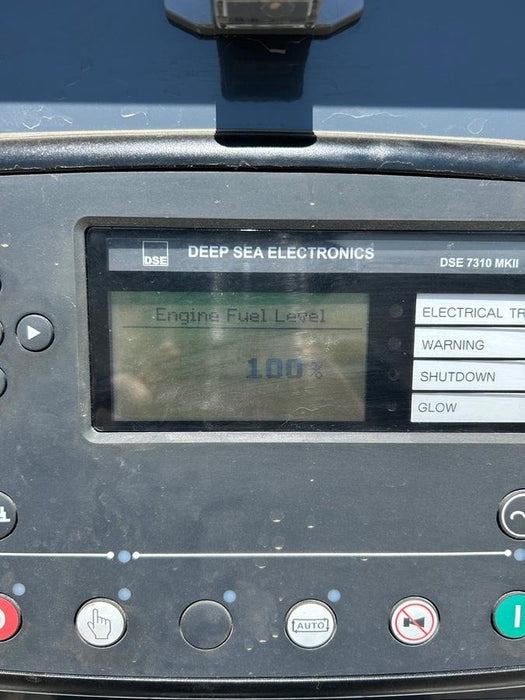 DSE
DEEP SEA ELECTRONICS
DSE 7310 MKII
Engine Fuel Level
100%
ELECTRICAL TR
WARNING
SHUTDOWN
GLOW
AUTO